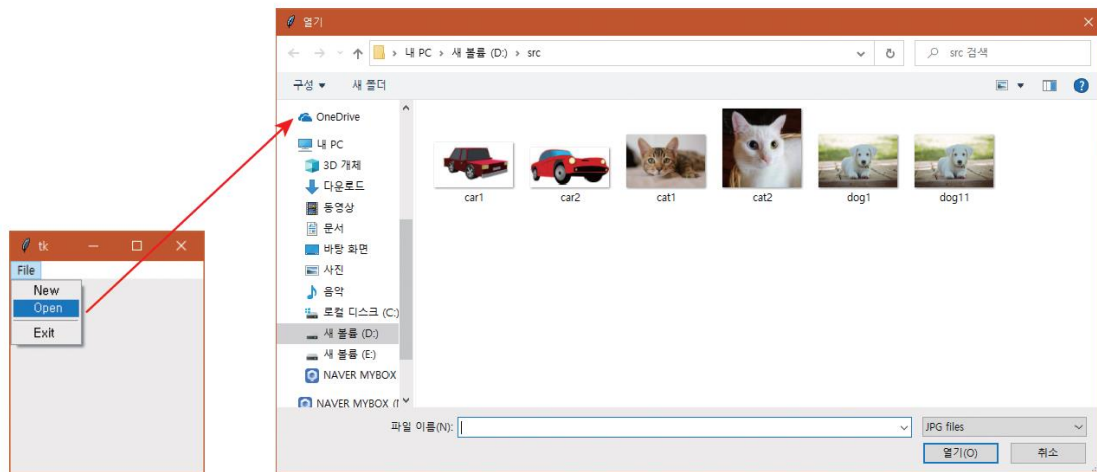 tk
File
New
Open
Exit
열기
내 PC › 새 볼륨 (D:) › src
src 검색
구성
새 폴더
OneDrive
내 PC
3D 개체
다운로드
동영상
문서
바탕 화면
사진
음악
로컬 디스크 (C:)
새 볼륨 (D:)
새 볼륨 (E:)
NAVER MYBOX
NAVER MYBOX
car1
car2
cat1
cat2
dog1
dog11
파일 이름(N):
JPG files
열기(O)
취소